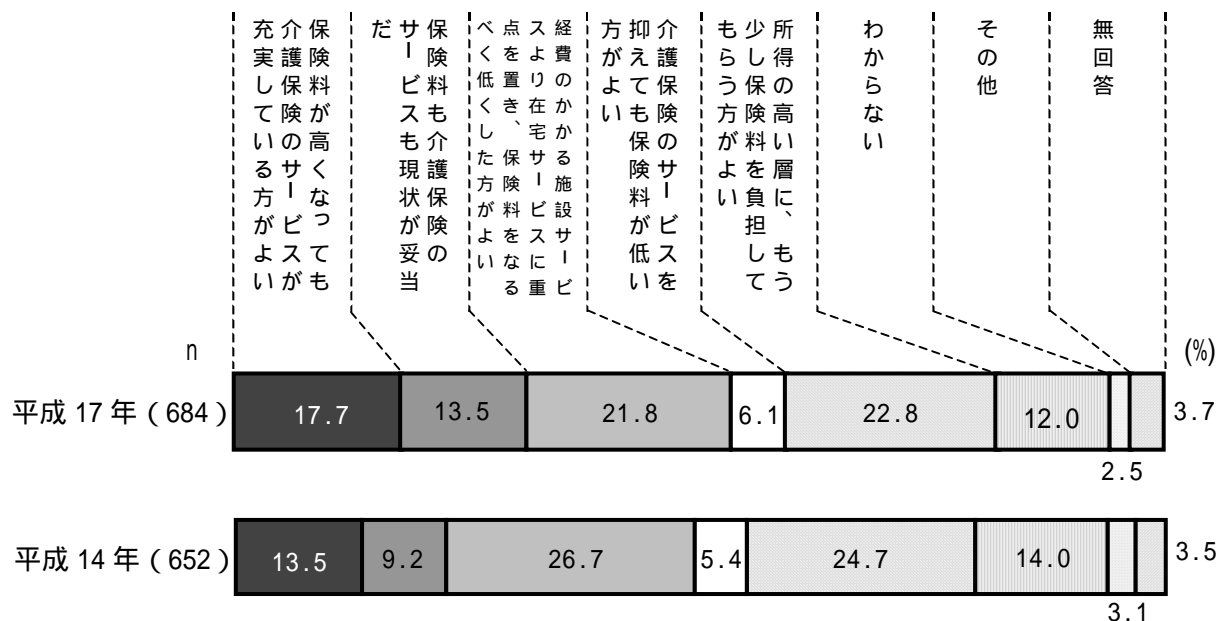 保険料が高くなっても
介護保険のサービスが
充実している方がよい
保険料も介護保険の
サービスも現状が妥当
だ
経費のかかる施設サービ
スより在宅サービスに重
点を置き、保険料をなる
べく低くした方がよい
介護保険のサービスを
抑えても保険料が低い
方がよい
所得の高い層に、もう
少し保険料を負担して
もらう方がよい
わからない
その他
無回答
n
(%)
平成 17 年 ( 684 )
17.7
13.5
21.8
6.1
22.8
12.0
2.5
3.7
平成 14 年 ( 652 )
13.5
9.2
26.7
5.4
24.7
14.0
3.1
3.5